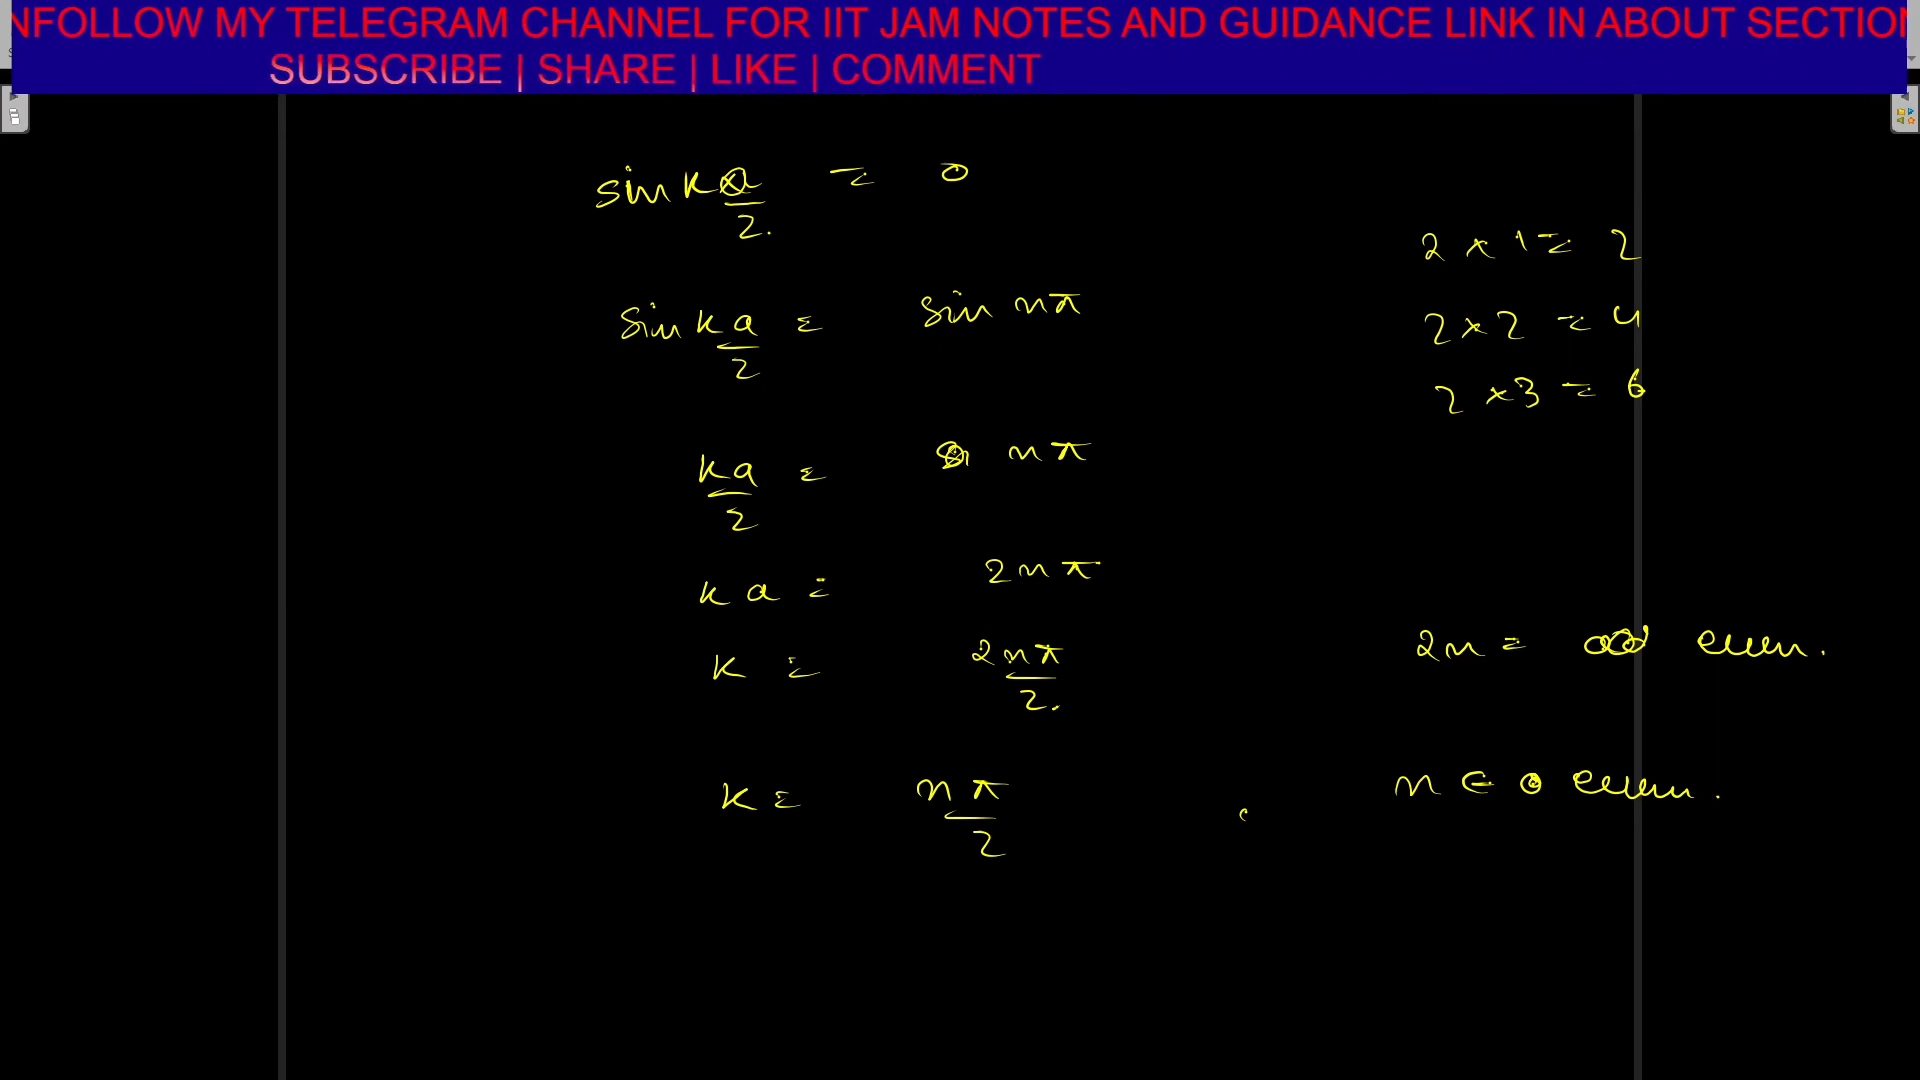 NFOLLOW MY TELEGRAM CHANNEL FOR IIT JAM NOTES AND GUIDANCE LINK IN ABOUT SECTION
SUBSCRIBE | SHARE | LIKE | COMMENT
sin ka/2 = 0
2 × 1 = 2
sin ka/2 = sin nπ
2 × 2 = 4
2 × 3 = 6
ka/2 = nπ
ka = 2nπ
2n = even.
k = 2nπ/2.
k = nπ/2
n ∈ even.